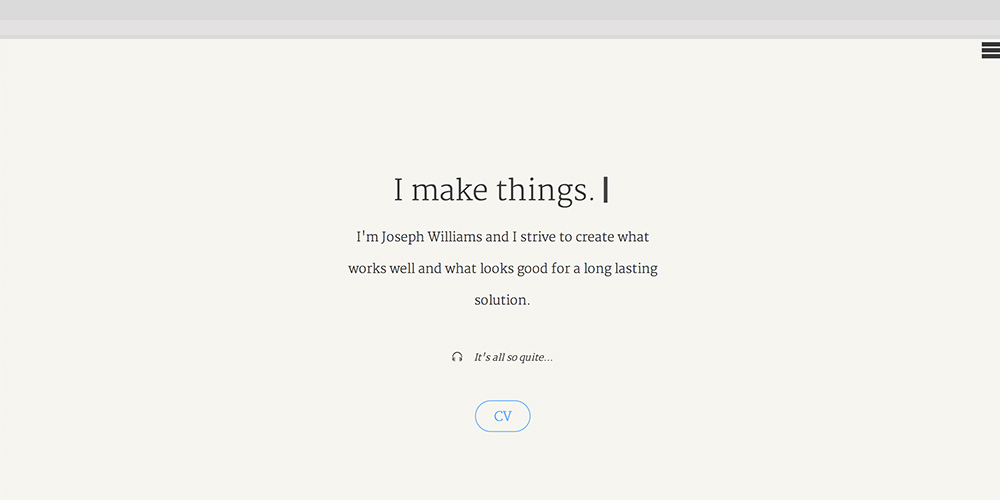 I make things.
I'm Joseph Williams and I strive to create what
works well and what looks good for a long lasting
solution.
It's all so quite...
CV